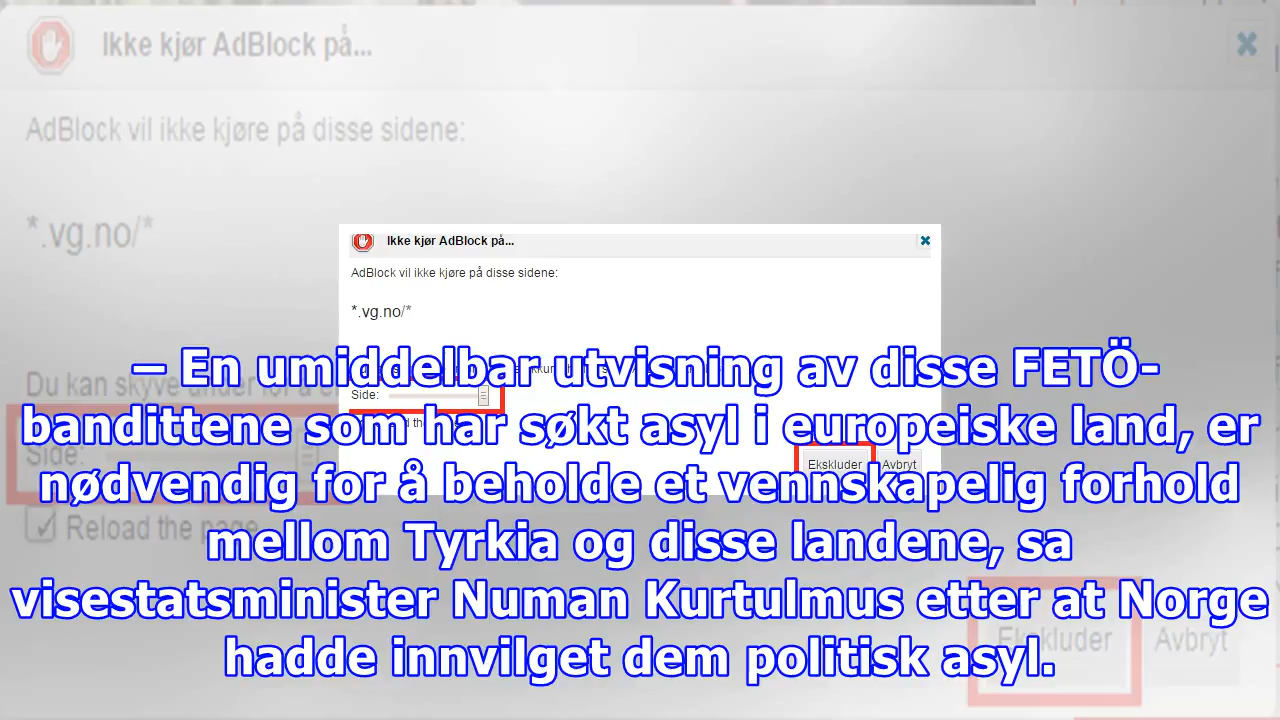 Ikke kjør AdBlock på...
AdBlock vil ikke kjøre på disse sidene:
*.vg.no/*
Ikke kjør AdBlock på...
AdBlock vil ikke kjøre på disse sidene:
*.vg.no/*
Du kan skyve
Side:
Side:
Ekskluder
Avbryt
Reload the page
Ekskluder
Avbryt
– En umiddelbar utvisning av disse FETÖ-
bandittene som har søkt asyl i europeiske land, er
nødvendig for å beholde et vennskapelig forhold
mellom Tyrkia og disse landene, sa
visestatsminister Numan Kurtulmus etter at Norge
hadde innvilget dem politisk asyl.